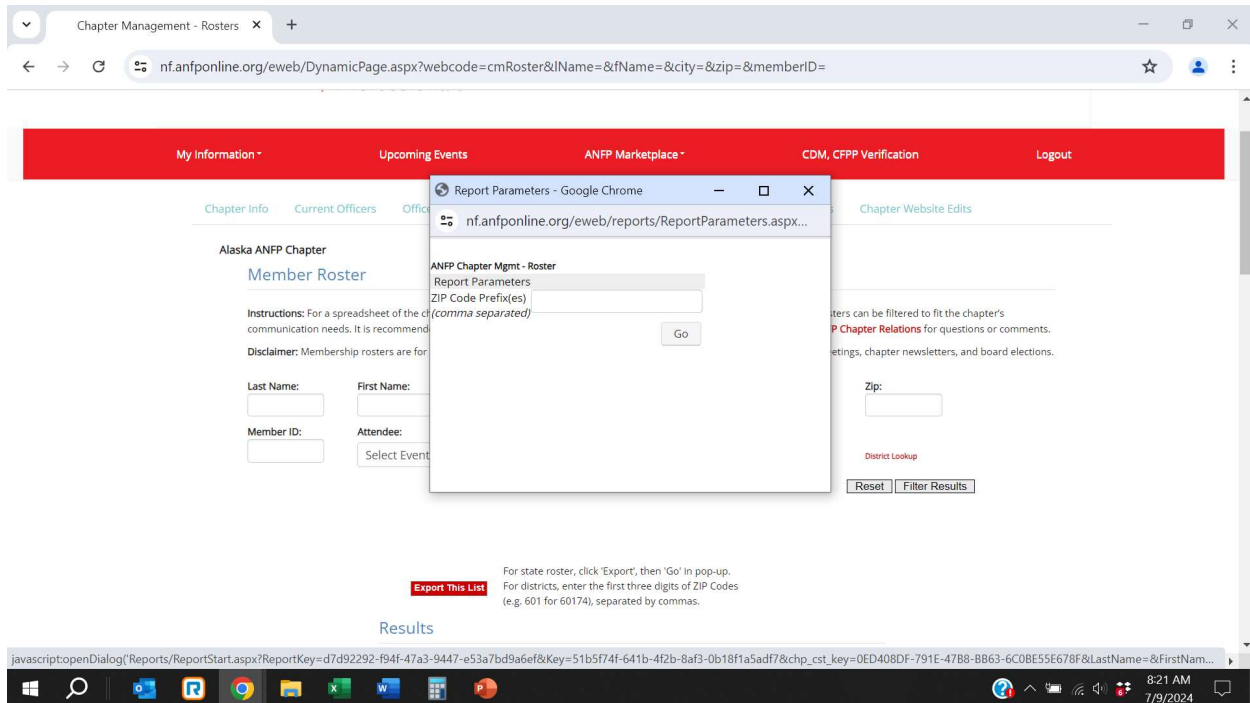 Chapter Management - Rosters
nf.anfponline.org/eweb/DynamicPage.aspx?webcode=cmRoster&lName=&fName=&city=&zip=&memberID=
My Information
Upcoming Events
ANFP Marketplace
CDM, CFPP Verification
Logout
Report Parameters - Google Chrome
nf.anfponline.org/eweb/reports/ReportParameters.aspx...
Chapter Info
Current Officers
Office
Chapter Website Edits
Alaska ANFP Chapter
Member Roster
ANFP Chapter Mgmt - Roster
Report Parameters
ZIP Code Prefix(es)
(comma separated)
Go
Instructions: For a spreadsheet of the ch
sters can be filtered to fit the chapter's
communication needs. It is recommend
P Chapter Relations for questions or comments.
Disclaimer: Membership rosters are for
etings, chapter newsletters, and board elections.
Last Name:
First Name:
Zip:
Member ID:
Attendee:
Select Event
District Lookup
Reset
Filter Results
Export This List
For state roster, click 'Export', then 'Go' in pop-up.
For districts, enter the first three digits of ZIP Codes
(e.g. 601 for 60174), separated by commas.
Results
javascript:openDialog('Reports/ReportStart.aspx?ReportKey=d7d92292-f94f-47a3-9447-e53a7bd9a6ef&Key=51b5f74f-641b-4f2b-8af3-0b18f1a5adf7&chp_cst_key=0ED408DF-791E-47B8-BB63-6C0BE55E678F&LastName=&FirstNam...
8:21 AM
7/9/2024